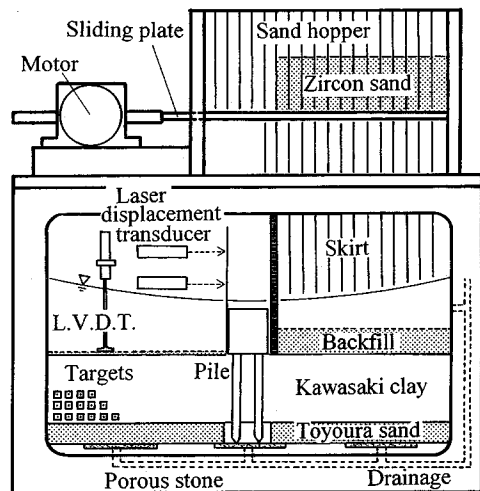 Sliding plate
Motor
Sand hopper
Zircon sand
Laser
displacement
transducer
Skirt
L.V.D.T.
Backfill
Targets
Pile
Kawasaki clay
Toyoura sand
Porous stone
Drainage